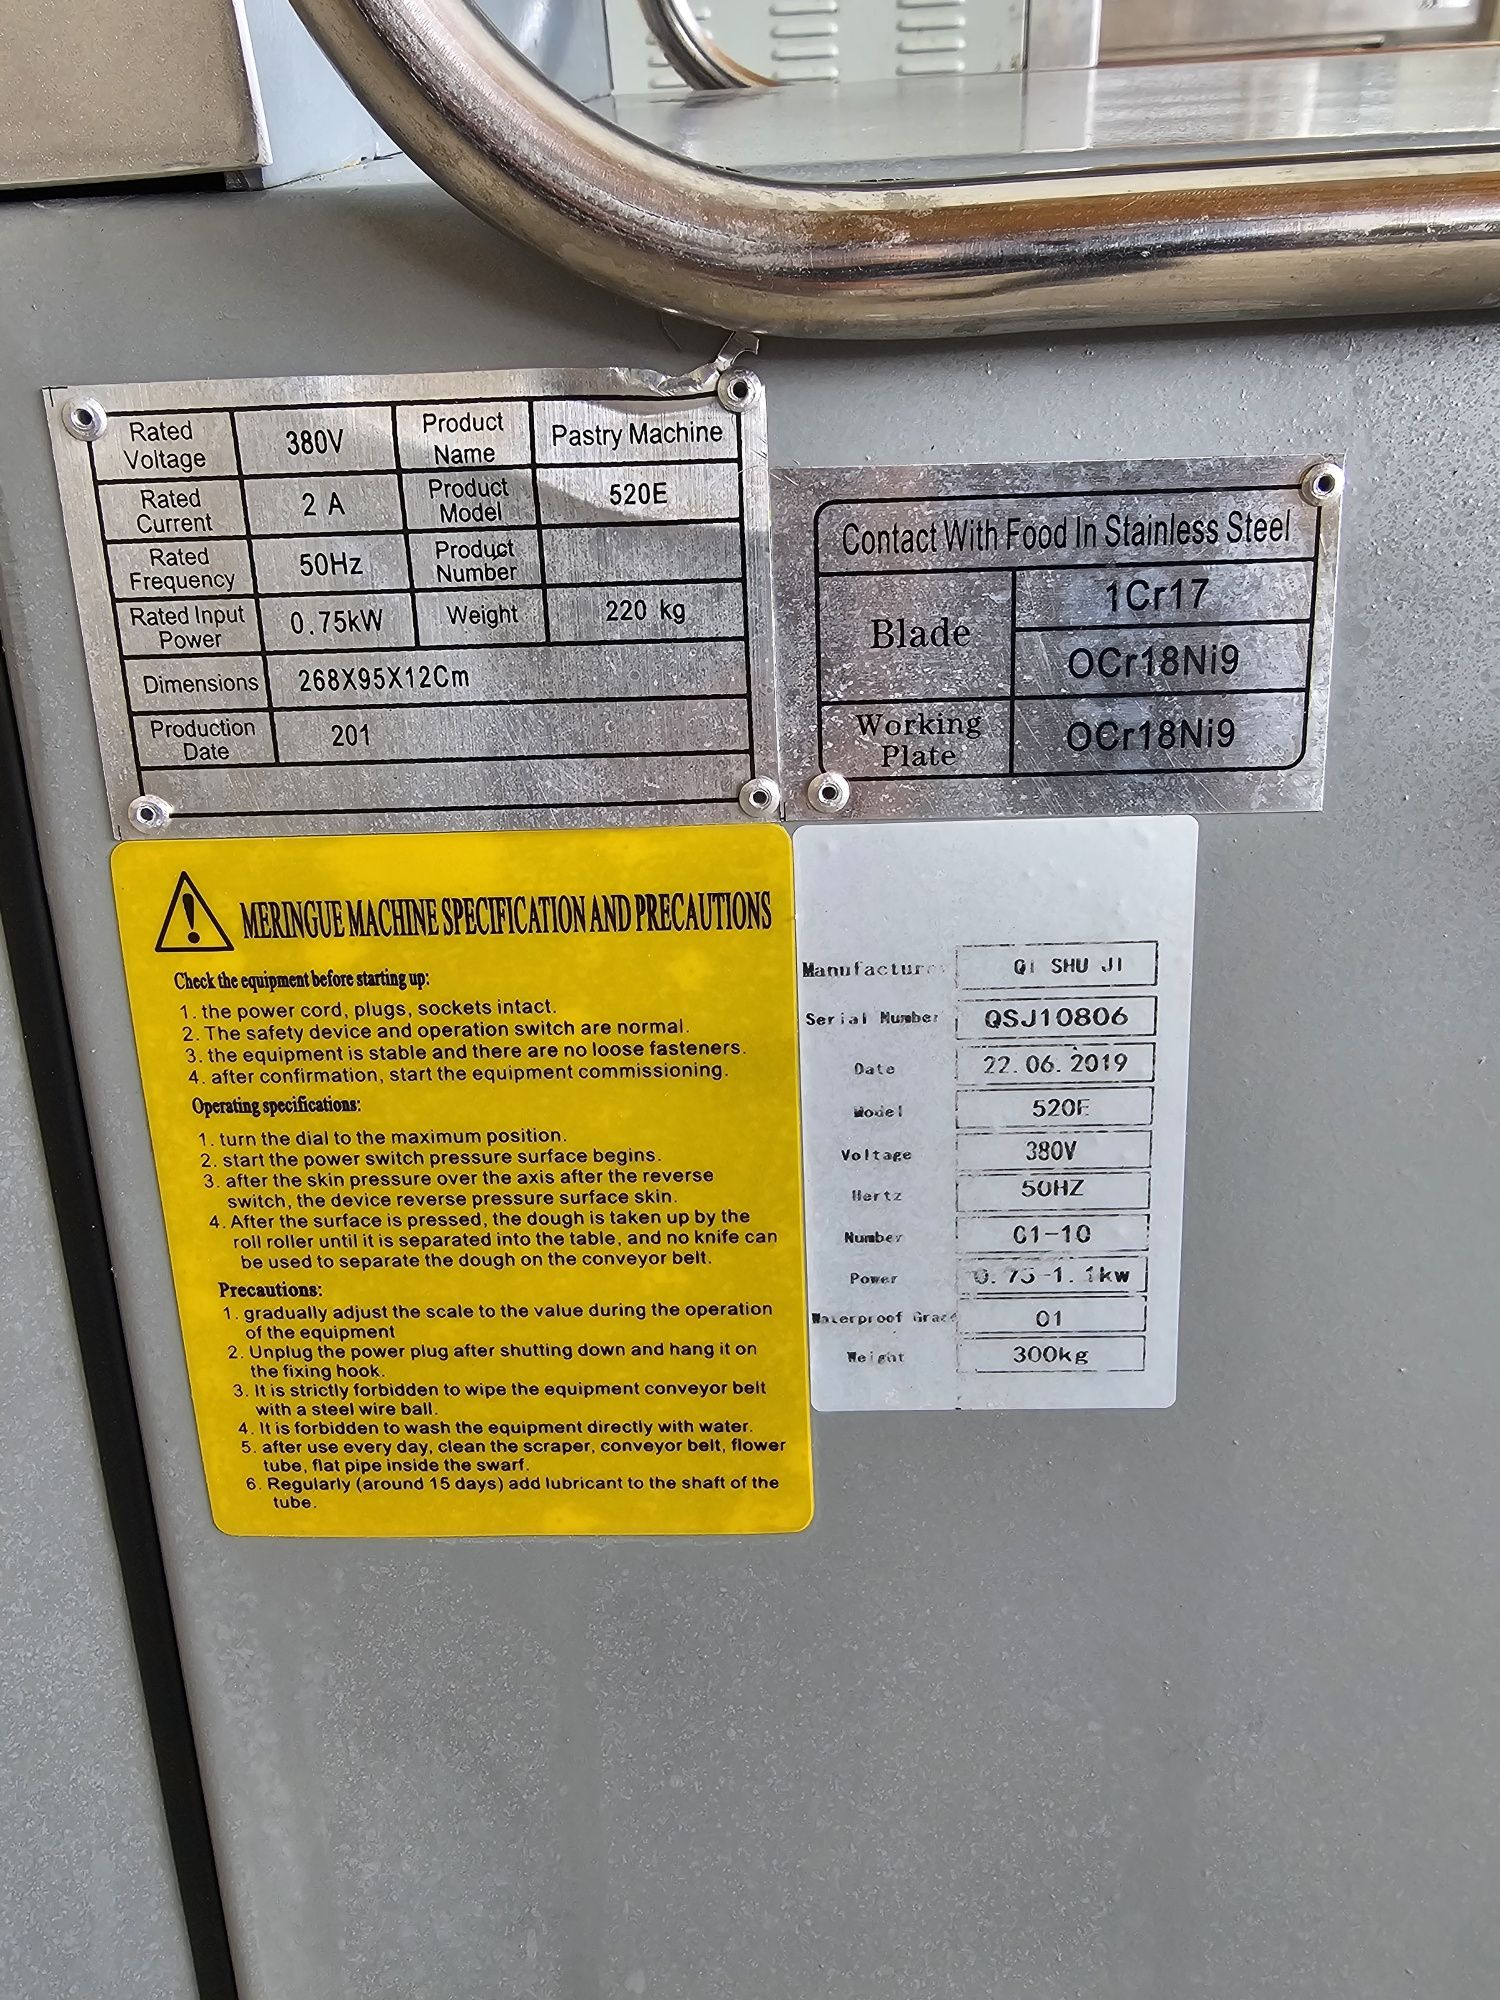 Rated Voltage 380V Product Name Pastry Machine
Rated Current 2 A Product Model 520E
Rated Frequency 50Hz Product Number
Rated Input Power 0.75kW Weight 220 kg
Dimensions 268X95X12Cm
Production Date 201
Contact With Food In Stainless Steel
Blade 1Cr17
OCr18Ni9
Working Plate OCr18Ni9
MERINGUE MACHINE SPECIFICATION AND PRECAUTIONS
Check the equipment before starting up:
1. the power cord, plugs, sockets intact.
2. The safety device and operation switch are normal.
3. the equipment is stable and there are no loose fasteners.
4. after confirmation, start the equipment commissioning.
Operating specifications:
1. turn the dial to the maximum position.
2. start the power switch pressure surface begins.
3. after the skin pressure over the axis after the reverse
switch, the device reverse pressure surface skin.
4. After the surface is pressed, the dough is taken up by the
roll roller until it is separated into the table, and no knife can
be used to separate the dough on the conveyor belt.
Precautions:
1. gradually adjust the scale to the value during the operation
of the equipment
2. Unplug the power plug after shutting down and hang it on
the fixing hook.
3. It is strictly forbidden to wipe the equipment conveyor belt
with a steel wire ball.
4. It is forbidden to wash the equipment directly with water.
5. after use every day, clean the scraper, conveyor belt, flower
tube, flat pipe inside the swarf.
6. Regularly (around 15 days) add lubricant to the shaft of the
tube.
Manufacturer QI SHU JI
Serial Number QSJ10806
Date 22.06.2019
Model 520E
Voltage 380V
Hertz 50HZ
Number 01-10
Power 0.75-1.1kw
Waterproof Grade 01
Weight 300kg